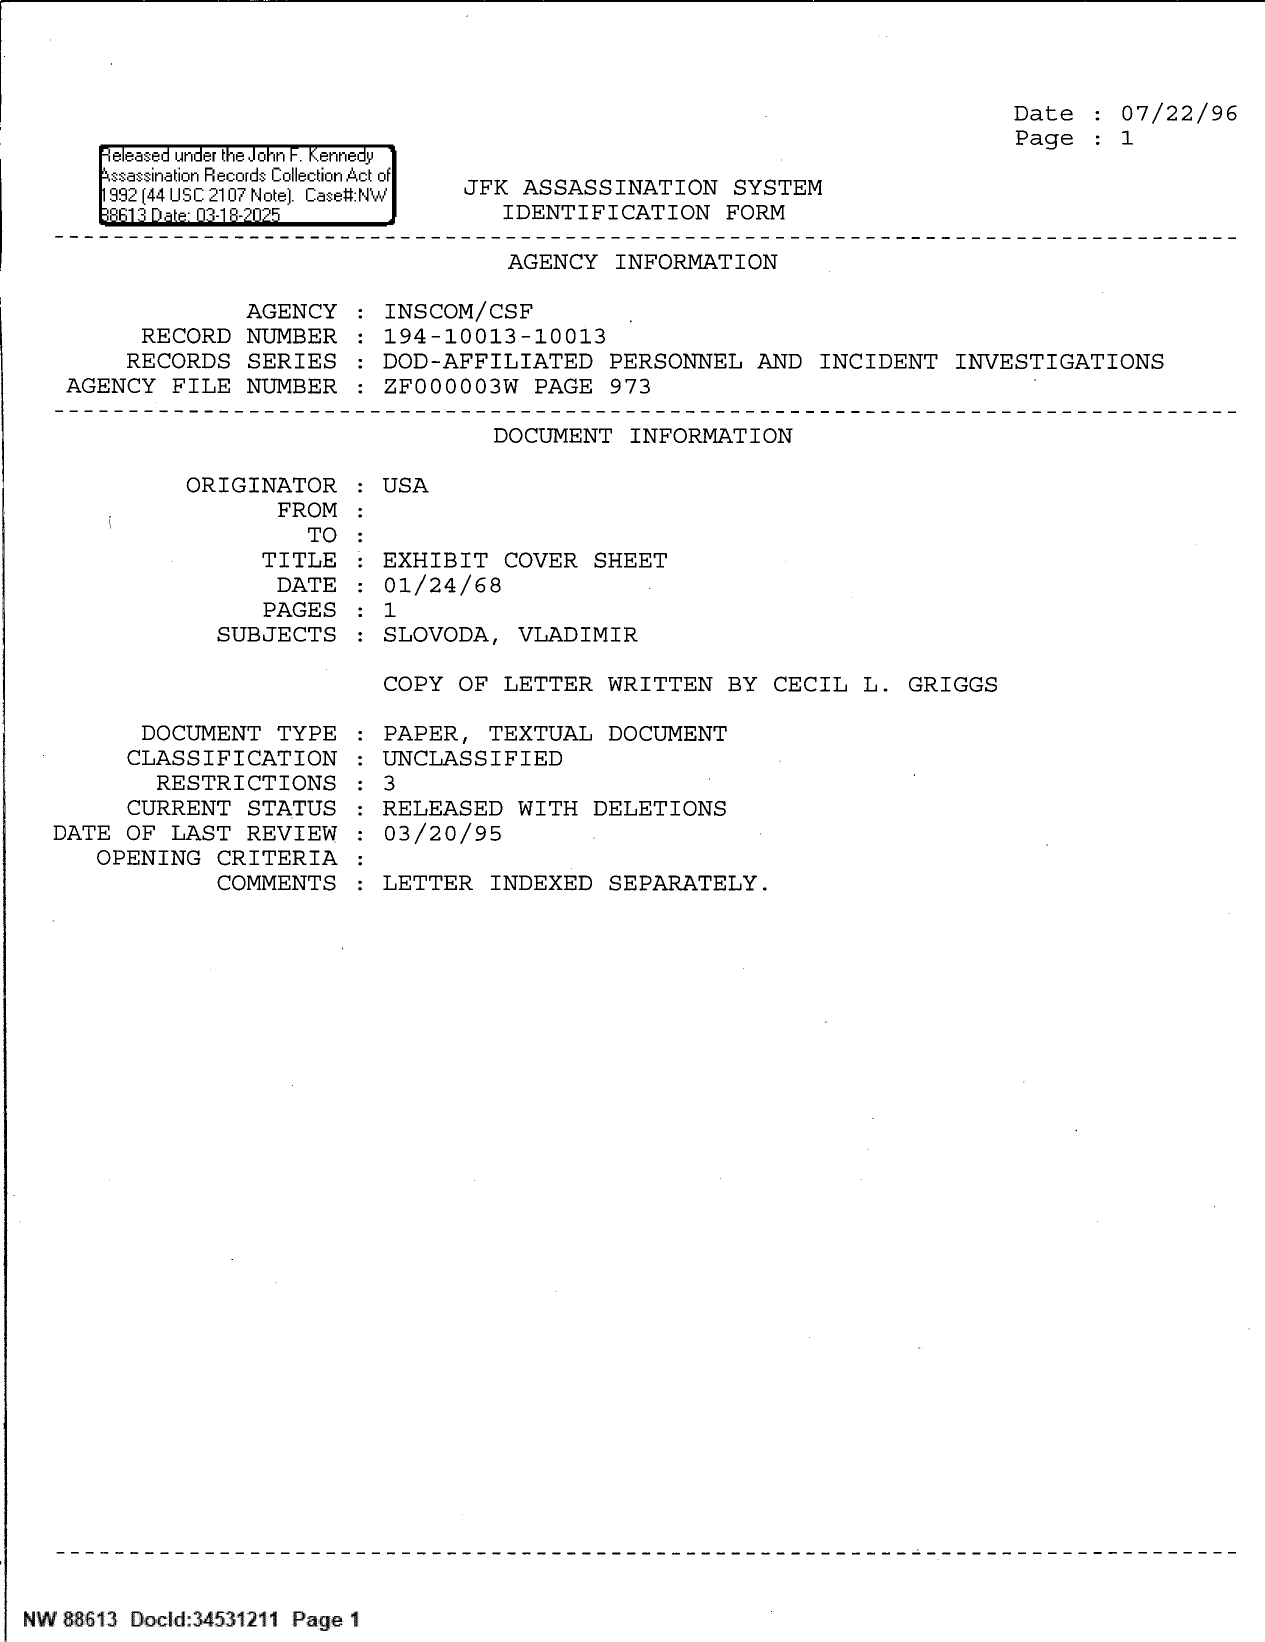 Date : 07/22/96
Page : 1
Released under the John F. Kennedy
Assassination Records Collection Act of
1992 (44 USC 2107 Note). Case#:NW
88613 Date: 03-18-2025
JFK ASSASSINATION SYSTEM
IDENTIFICATION FORM
AGENCY INFORMATION
AGENCY : INSCOM/CSF
RECORD NUMBER : 194-10013-10013
RECORDS SERIES : DOD-AFFILIATED PERSONNEL AND INCIDENT INVESTIGATIONS
AGENCY FILE NUMBER : ZF000003W PAGE 973
DOCUMENT INFORMATION
ORIGINATOR : USA
FROM :
TO :
TITLE : EXHIBIT COVER SHEET
DATE : 01/24/68
PAGES : 1
SUBJECTS : SLOVODA, VLADIMIR
COPY OF LETTER WRITTEN BY CECIL L. GRIGGS
DOCUMENT TYPE : PAPER, TEXTUAL DOCUMENT
CLASSIFICATION : UNCLASSIFIED
RESTRICTIONS : 3
CURRENT STATUS : RELEASED WITH DELETIONS
DATE OF LAST REVIEW : 03/20/95
OPENING CRITERIA :
COMMENTS : LETTER INDEXED SEPARATELY.
NW 88613 DocId:34531211 Page 1